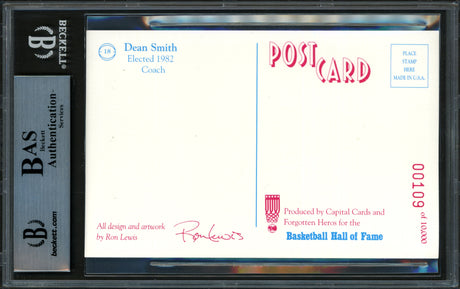 BECKETT
BAS
Beckett
Authentication
Services
beckett.com
18
Dean Smith
Elected 1982
Coach
POST CARD
PLACE
STAMP
HERE
MADE IN U.S.A.
All design and artwork
by Ron Lewis
Ron Lewis
Produced by Capital Cards and
Forgotten Heros for the
Basketball Hall of Fame
00109 of 10,000